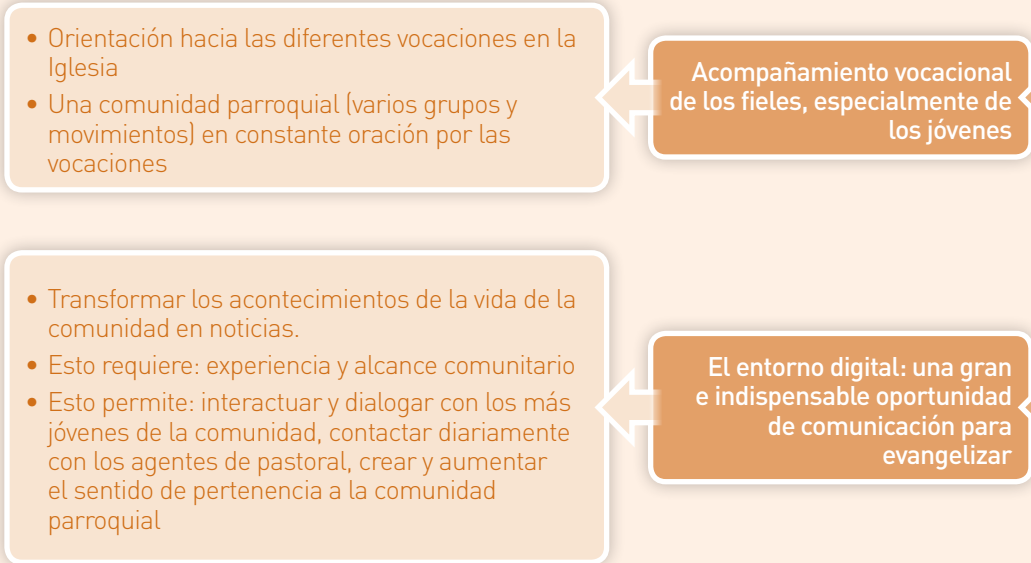 • Orientación hacia las diferentes vocaciones en la
Iglesia
• Una comunidad parroquial (varios grupos y
movimientos) en constante oración por las
vocaciones
Acompañamiento vocacional
de los fieles, especialmente de
los jóvenes
• Transformar los acontecimientos de la vida de la
comunidad en noticias.
• Esto requiere: experiencia y alcance comunitario
• Esto permite: interactuar y dialogar con los más
jóvenes de la comunidad, contactar diariamente
con los agentes de pastoral, crear y aumentar
el sentido de pertenencia a la comunidad
parroquial
El entorno digital: una gran
e indispensable oportunidad
de comunicación para
evangelizar